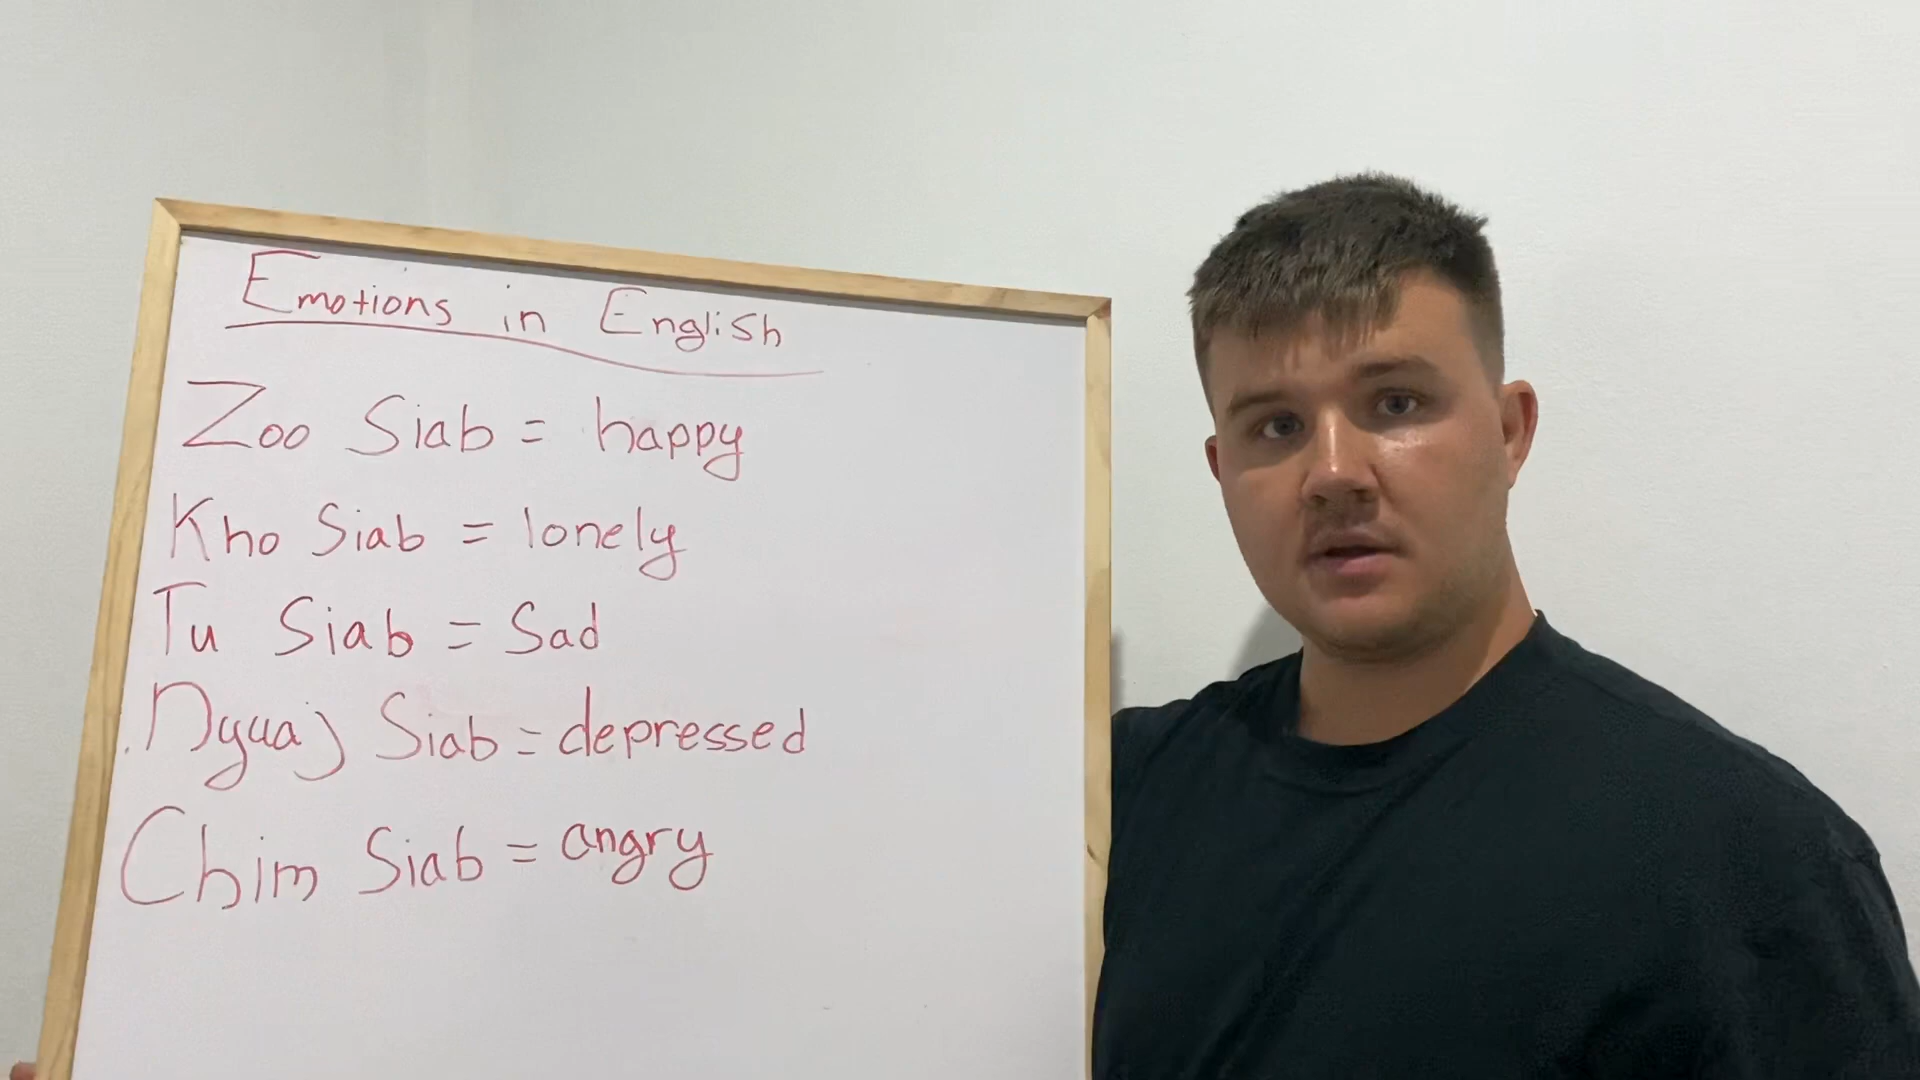 Emotions in English
Zoo Siab = happy
Kho Siab = lonely
Tu Siab = Sad
Nyuaj Siab = depressed
Chim Siab = angry